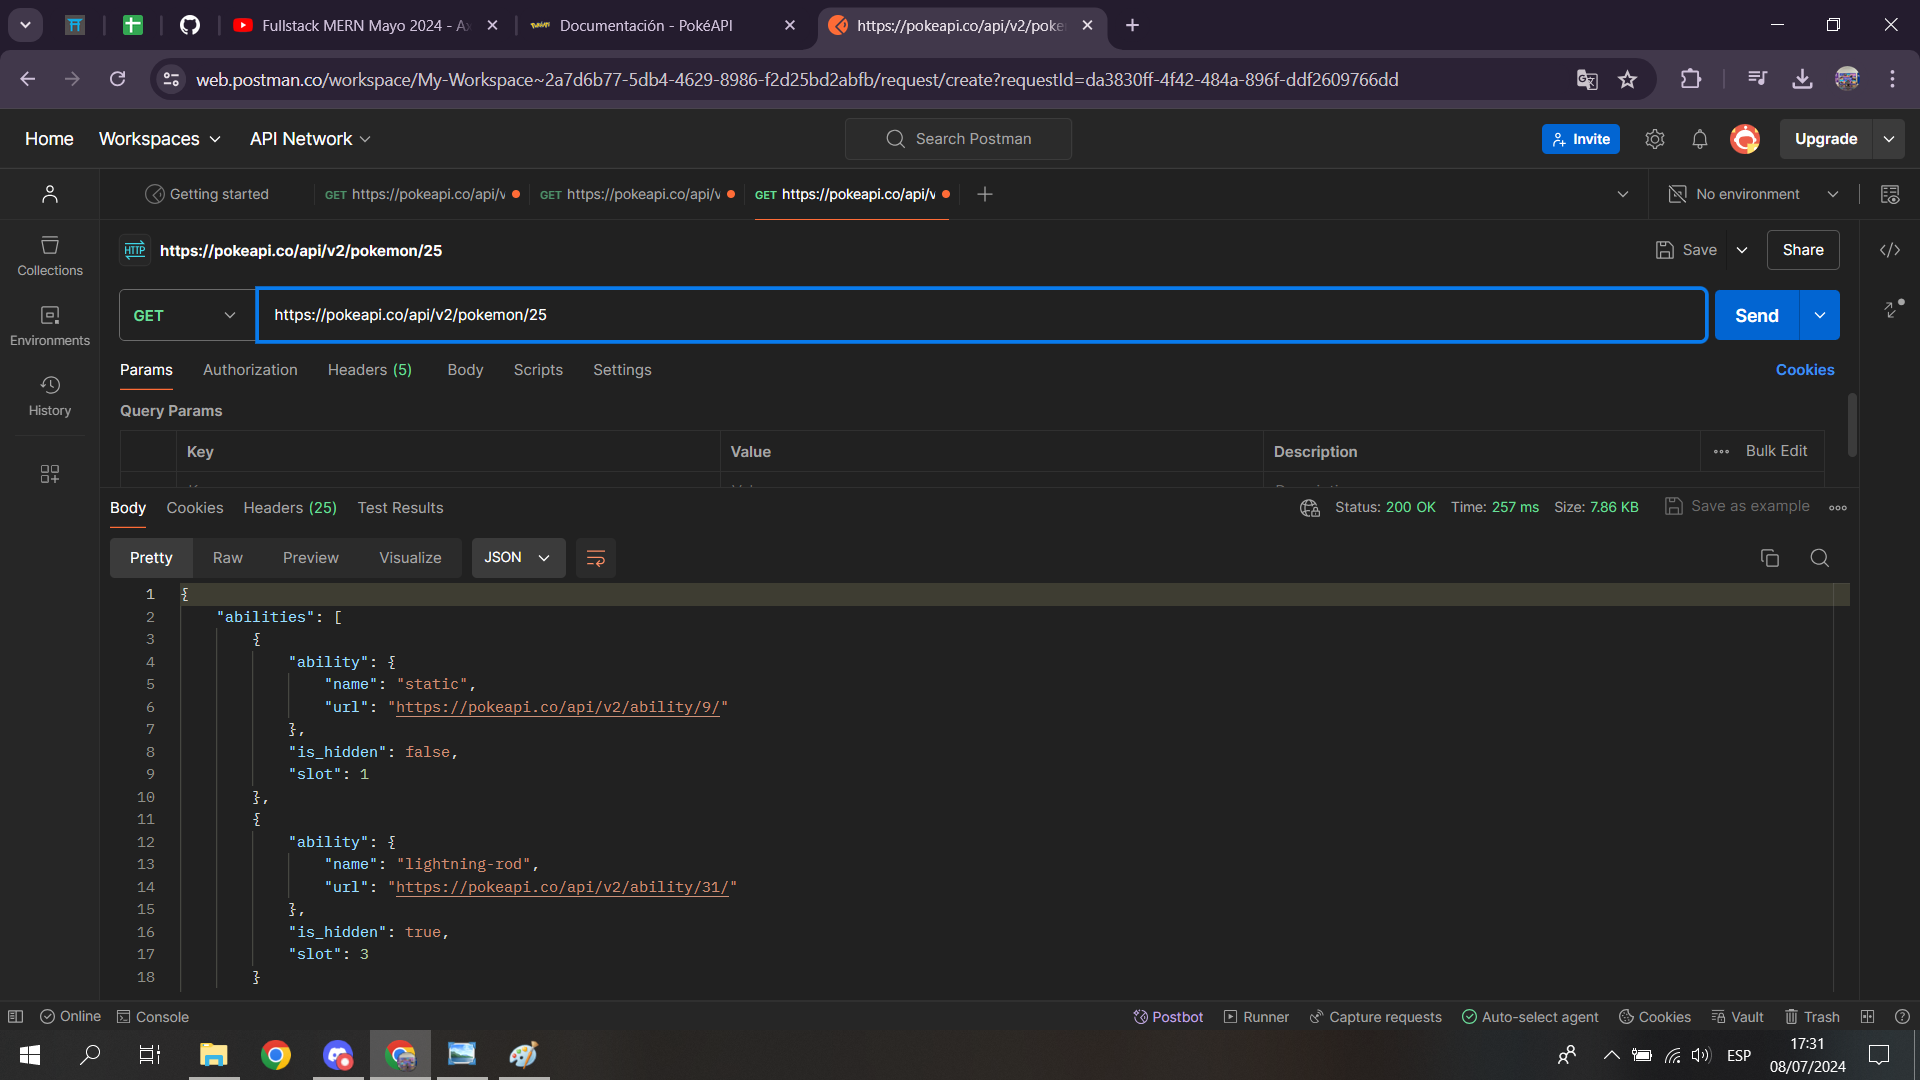 Fullstack MERN Mayo 2024 - Ax
Documentación - PokéAPI
https://pokeapi.co/api/v2/poke
web.postman.co/workspace/My-Workspace~2a7d6b77-5db4-4629-8986-f2d25bd2abfb/request/create?requestId=da3830ff-4f42-484a-896f-ddf2609766dd
Home Workspaces API Network Search Postman Invite Upgrade
Getting started GET https://pokeapi.co/api/v GET https://pokeapi.co/api/v GET https://pokeapi.co/api/v No environment
HTTP https://pokeapi.co/api/v2/pokemon/25 Save Share
Collections
Environments
History
GET https://pokeapi.co/api/v2/pokemon/25 Send
Params Authorization Headers (5) Body Scripts Settings Cookies
Query Params
Key Value Description Bulk Edit
Body Cookies Headers (25) Test Results Status: 200 OK Time: 257 ms Size: 7.86 KB Save as example
Pretty Raw Preview Visualize JSON
1 {
2 "abilities": [
3 {
4 "ability": {
5 "name": "static",
6 "url": "https://pokeapi.co/api/v2/ability/9/"
7 },
8 "is_hidden": false,
9 "slot": 1
10 },
11 {
12 "ability": {
13 "name": "lightning-rod",
14 "url": "https://pokeapi.co/api/v2/ability/31/"
15 },
16 "is_hidden": true,
17 "slot": 3
18 }
Online Console Postbot Runner Capture requests Auto-select agent Cookies Vault Trash
ESP 17:31
08/07/2024